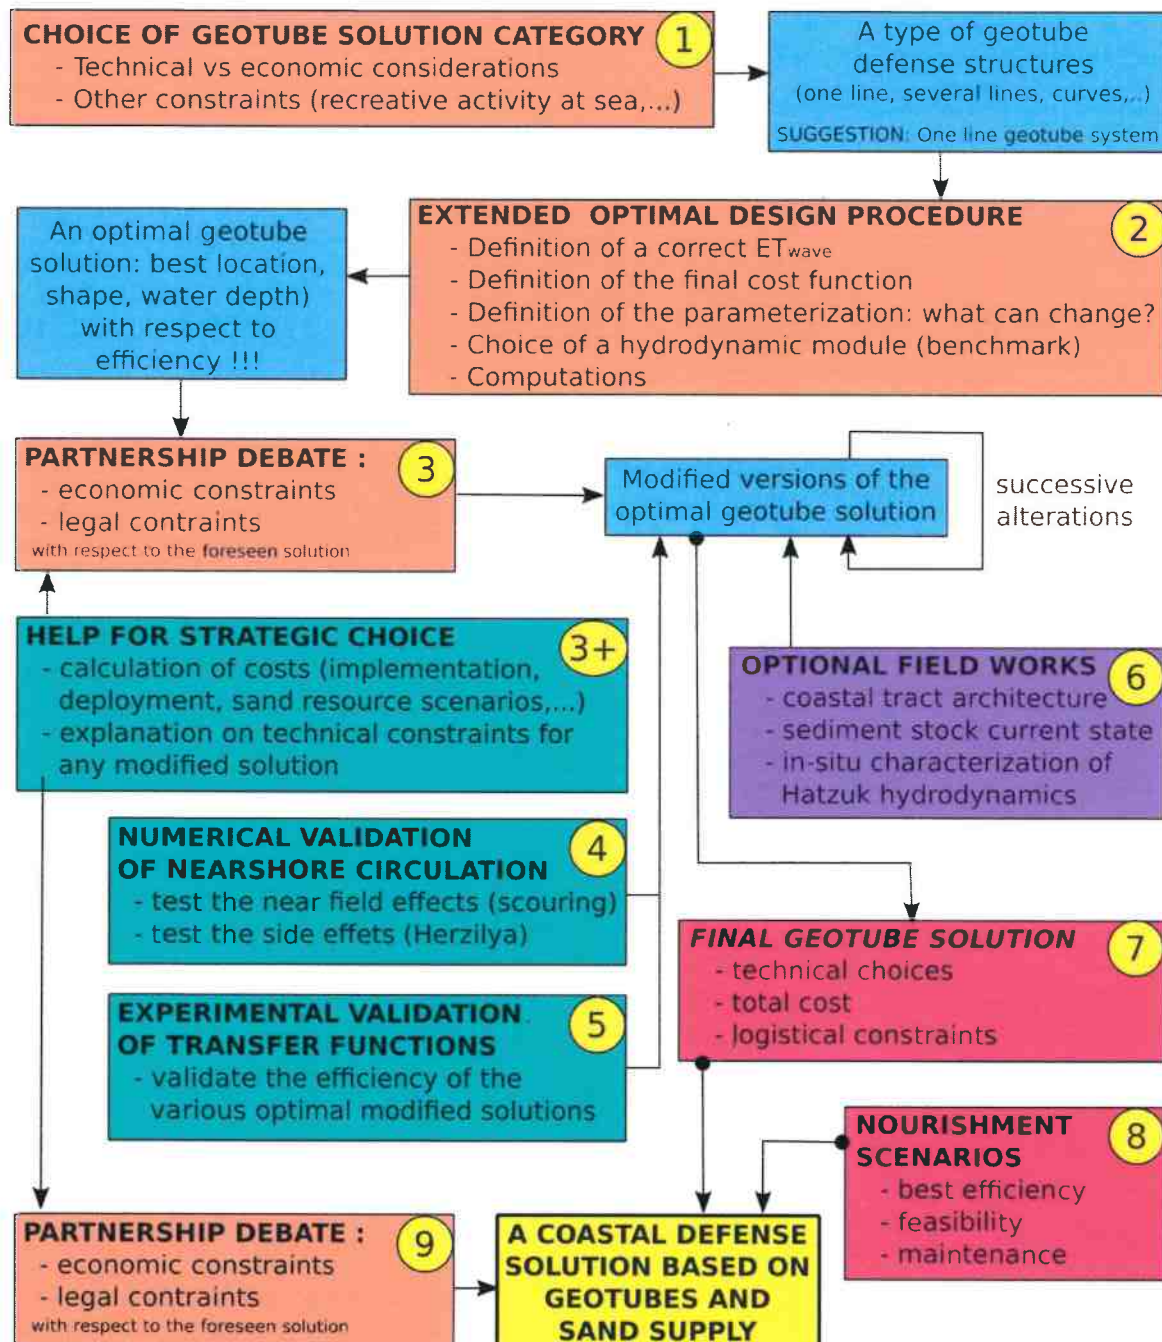 CHOICE OF GEOTUBE SOLUTION CATEGORY
1
- Technical vs economic considerations
- Other constraints (recreative activity at sea,...)
A type of geotube
defense structures
(one line, several lines, curves,..)
SUGGESTION: One line geotube system
EXTENDED OPTIMAL DESIGN PROCEDURE
2
- Definition of a correct ETwave
- Definition of the final cost function
- Definition of the parameterization: what can change?
- Choice of a hydrodynamic module (benchmark)
- Computations
An optimal geotube
solution: best location,
shape, water depth)
with respect to
efficiency !!!
PARTNERSHIP DEBATE :
3
- economic constraints
- legal contraints
with respect to the foreseen solution
Modified versions of the
optimal geotube solution
successive
alterations
HELP FOR STRATEGIC CHOICE
3+
- calculation of costs (implementation,
deployment, sand resource scenarios,...)
- explanation on technical constraints for
any modified solution
OPTIONAL FIELD WORKS
6
- coastal tract architecture
- sediment stock current state
- in-situ characterization of
Hatzuk hydrodynamics
NUMERICAL VALIDATION
OF NEARSHORE CIRCULATION
4
- test the near field effects (scouring)
- test the side effets (Herzilya)
EXPERIMENTAL VALIDATION
OF TRANSFER FUNCTIONS
5
- validate the efficiency of the
various optimal modified solutions
FINAL GEOTUBE SOLUTION
7
- technical choices
- total cost
- logistical constraints
NOURISHMENT
SCENARIOS
8
- best efficiency
- feasibility
- maintenance
PARTNERSHIP DEBATE :
9
- economic constraints
- legal contraints
with respect to the foreseen solution
A COASTAL DEFENSE
SOLUTION BASED ON
GEOTUBES AND
SAND SUPPLY